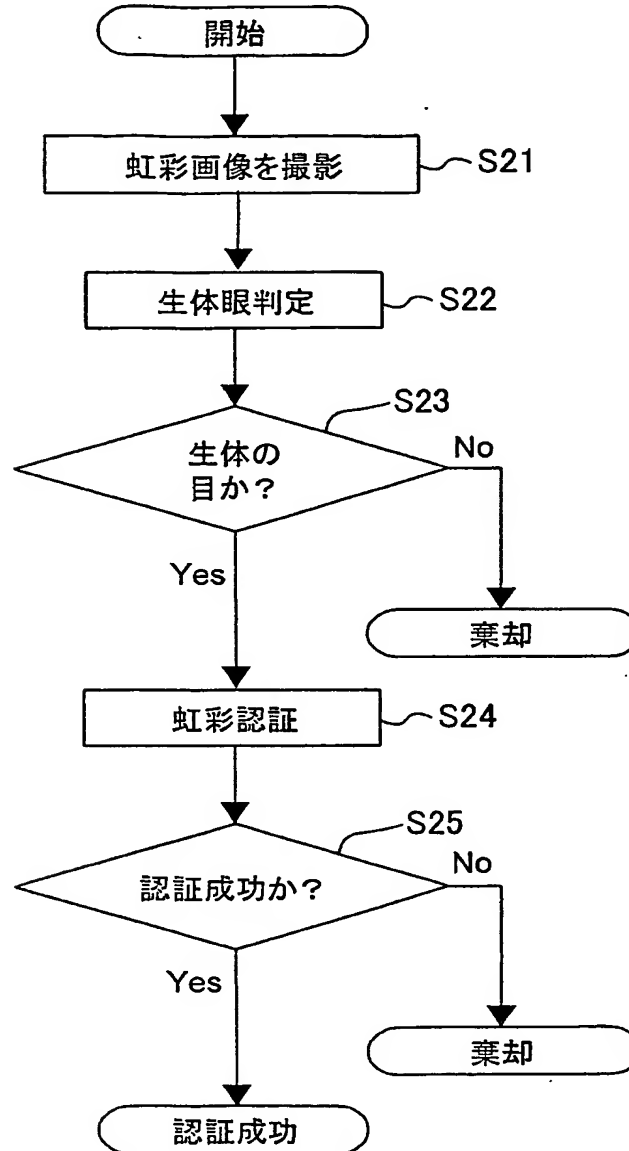 開始
虹彩画像を撮影
S21
生体眼判定
S22
S23
生体の
目か?
No
Yes
棄却
虹彩認証
S24
S25
認証成功か?
No
Yes
棄却
認証成功